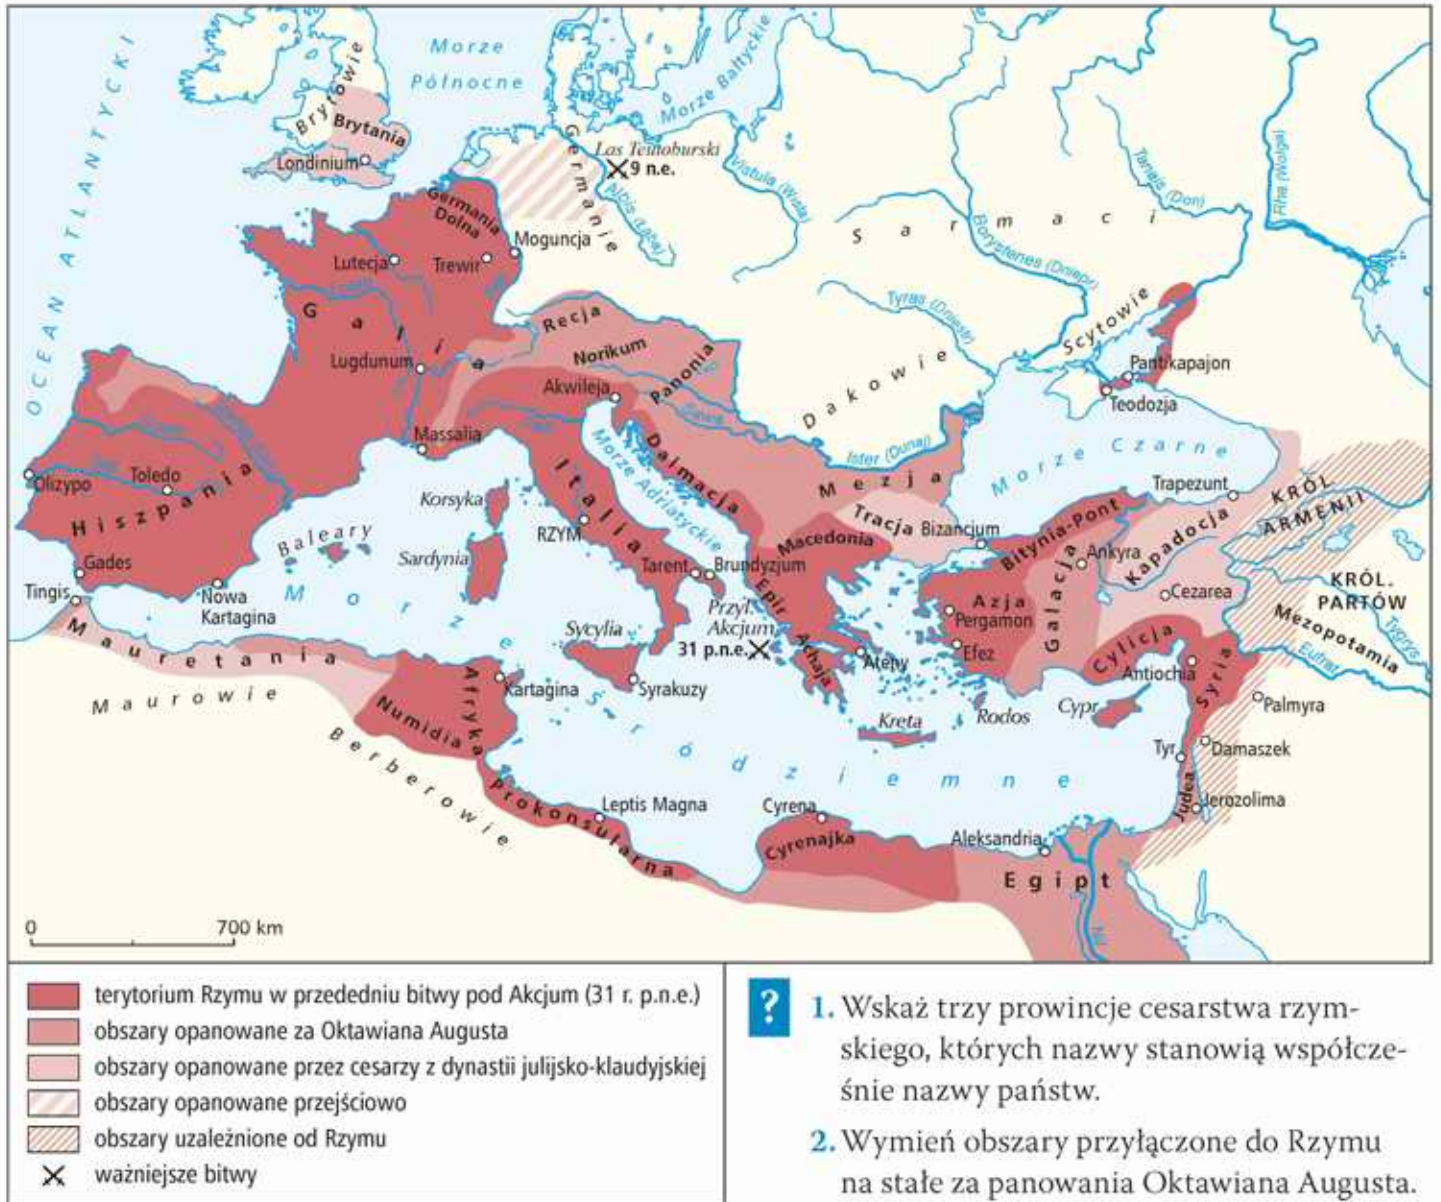 OCEAN ATLANTYCKI
Morze
Północne
Morze Bałtyckie
Brytowie
Brytania
Londinium
Germanie
Las Teutoburski
9 n.e.
Albis (Łaba)
Vistula (Wisła)
Tanais (Don)
Rha (Wołga)
Borystenes (Dniepr)
Sarmaci
Tyras (Dniestr)
Scytowie
Dakowie
Germania
Dolna
Moguncja
Lutecja
Trewir
Galia
Lugdunum
Massalia
Recja
Norikum
Panonia
Akwileja
Sawa
Ister (Dunaj)
Pantikapajon
Teodozja
Morze Czarne
Olizypo
Toledo
Hiszpania
Gades
Tingis
Nowa
Kartagina
Baleary
Korsyka
Sardynia
Italia
RZYM
Morze Adriatyckie
Dalmacja
Mezja
Tracja
Bizancjum
Macedonia
Tarent
Brundyzjum
Epir
Przyl.
Akcjum
31 p.n.e.
Achaja
Ateny
Sycylia
Syrakuzy
Trapezunt
KRÓL.
ARMENII
Bitynia-Pont
Ankyra
Galacja
Kapadocja
Cezarea
Azja
Pergamon
Efez
Cylicja
Antiochia
Syria
KRÓL.
PARTÓW
Mezopotamia
Tygrys
Eufrat
Palmyra
Cypr
Rodos
Kreta
Tyr
Damaszek
Judea
Jerozolima
Mauretania
Maurowie
Berberowie
Numidia
Afryka
prokonsularna
Kartagina
Leptis Magna
Cyrena
Cyrenajka
Aleksandria
Egipt
Nil
Morze Śródziemne
0 700 km
terytorium Rzymu w przededniu bitwy pod Akcjum (31 r. p.n.e.)
obszary opanowane za Oktawiana Augusta
obszary opanowane przez cesarzy z dynastii julijsko-klaudyjskiej
obszary opanowane przejściowo
obszary uzależnione od Rzymu
ważniejsze bitwy
?
1. Wskaż trzy prowincje cesarstwa rzym-
skiego, których nazwy stanowią współcze-
śnie nazwy państw.
2. Wymień obszary przyłączone do Rzymu
na stałe za panowania Oktawiana Augusta.